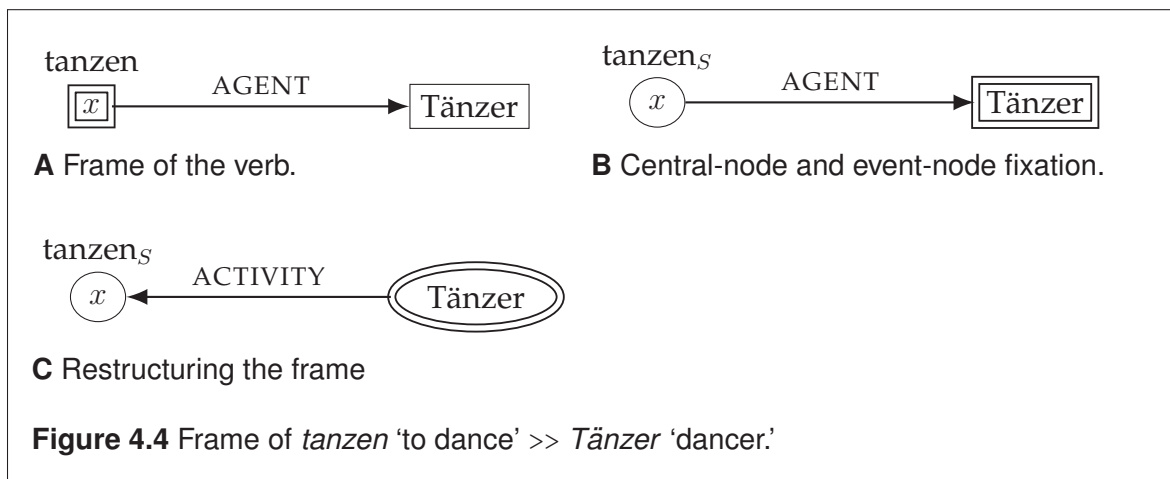 tanzen
x AGENT Tänzer
A Frame of the verb.
tanzen_S
x AGENT Tänzer
B Central-node and event-node fixation.
tanzen_S
x ACTIVITY Tänzer
C Restructuring the frame
Figure 4.4 Frame of tanzen ‘to dance’ >> Tänzer ‘dancer.’